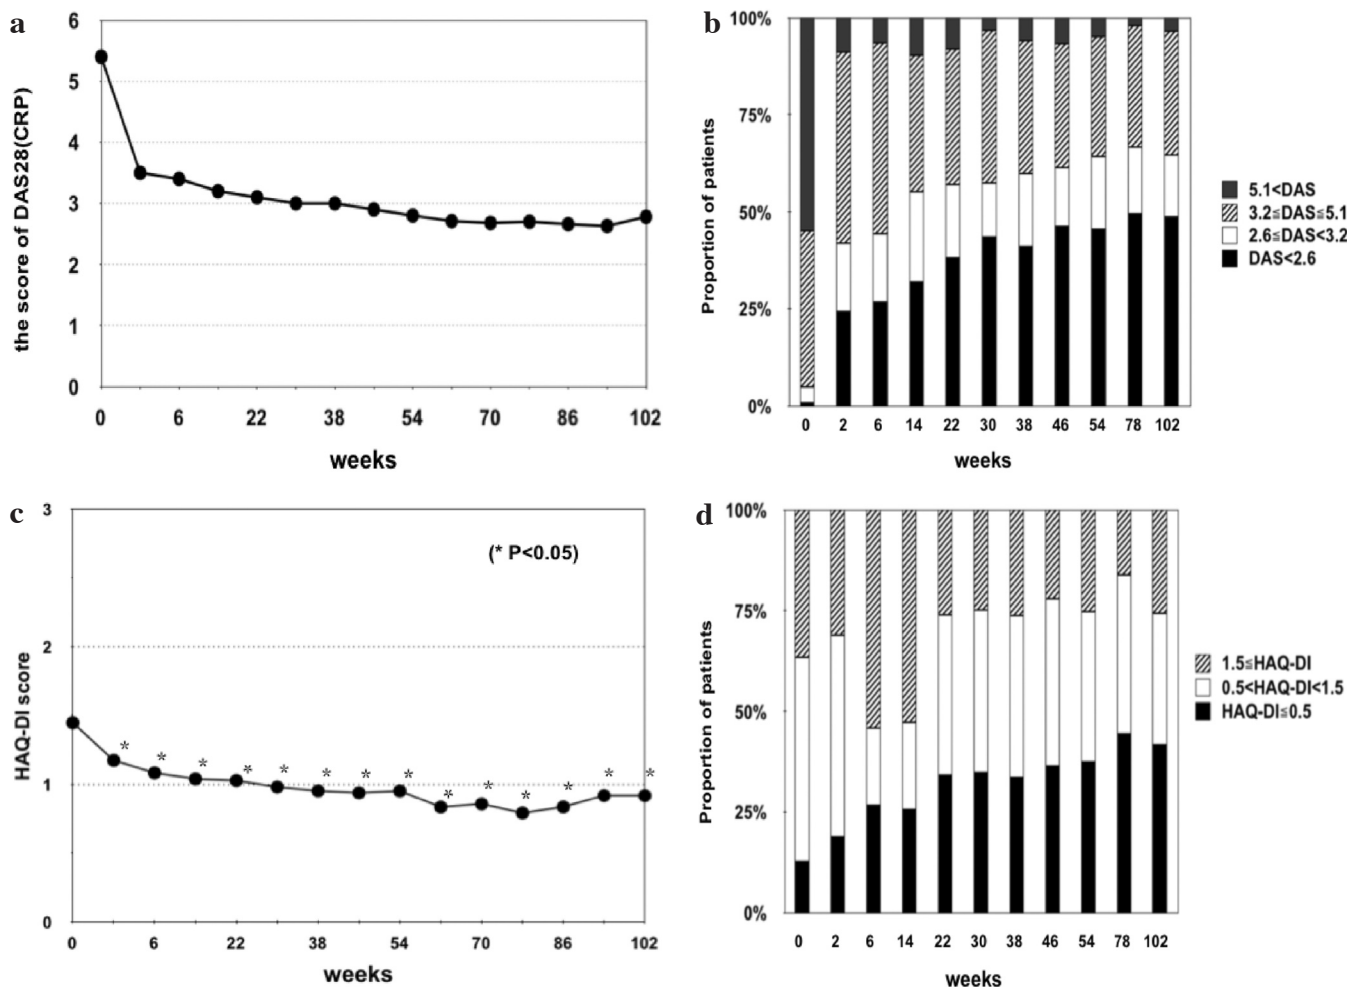 a
the score of DAS28(CRP)
6
5
4
3
2
1
0
0 6 22 38 54 70 86 102
weeks
b
Proportion of patients
100%
75%
50%
25%
0%
0 2 6 14 22 30 38 46 54 78 102
weeks
5.1<DAS
3.2≦DAS≦5.1
2.6≦DAS<3.2
DAS<2.6
c
HAQ-DI score
3
2
1
0
(* P<0.05)
* * * * * * * * * * * * * *
0 6 22 38 54 70 86 102
weeks
d
Proportion of patients
100%
75%
50%
25%
0%
0 2 6 14 22 30 38 46 54 78 102
weeks
1.5≦HAQ-DI
0.5<HAQ-DI<1.5
HAQ-DI≦0.5